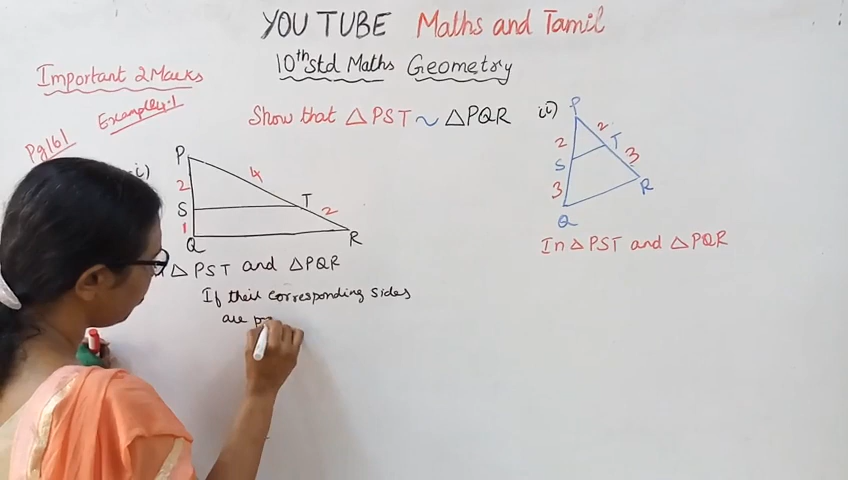 YOU TUBE Maths and Tamil
10th std Maths Geometry
Important 2 Marks
Pg 161
Show that △PST ~ △PQR
i)
P
2
4
S
T
1
2
Q
R
△PST and △PQR
If their corresponding sides
are
ii)
P
2
2
T
S
3
3
R
Q
In △PST and △PQR